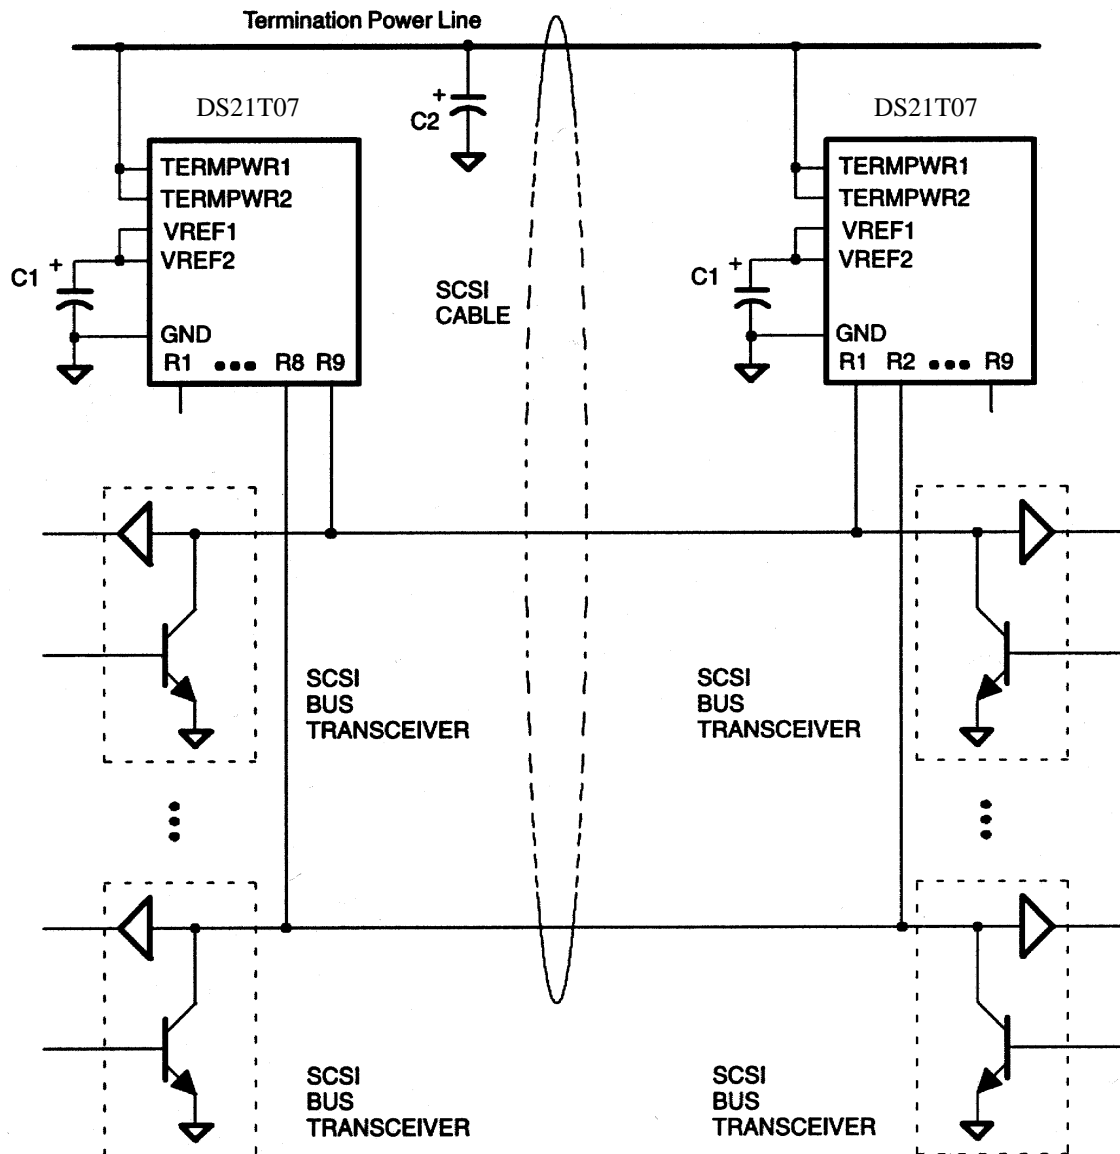 Termination Power Line
DS21T07
+
C2
DS21T07
TERMPWR1
TERMPWR2
VREF1
VREF2
C1 +
GND
R1 ●●● R8 R9
SCSI
CABLE
TERMPWR1
TERMPWR2
VREF1
VREF2
C1 +
GND
R1 R2 ●●● R9
SCSI
BUS
TRANSCEIVER
SCSI
BUS
TRANSCEIVER
SCSI
BUS
TRANSCEIVER
SCSI
BUS
TRANSCEIVER